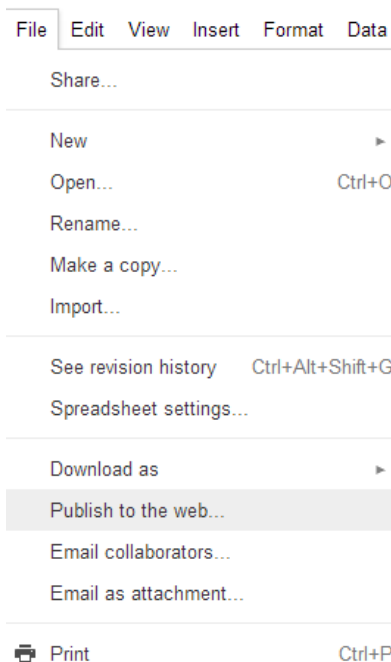 File Edit View Insert Format Data
Share...
New ►
Open... Ctrl+O
Rename...
Make a copy...
Import...
See revision history Ctrl+Alt+Shift+G
Spreadsheet settings...
Download as ►
Publish to the web...
Email collaborators...
Email as attachment...
Print Ctrl+P